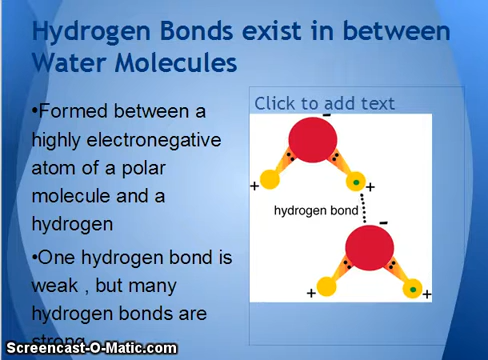 Hydrogen Bonds exist in between
Water Molecules
•Formed between a
highly electronegative
atom of a polar
molecule and a
hydrogen
•One hydrogen bond is
weak , but many
hydrogen bonds are
strong
Click to add text
-
+
+
hydrogen bond
-
+
+
Screencast-O-Matic.com